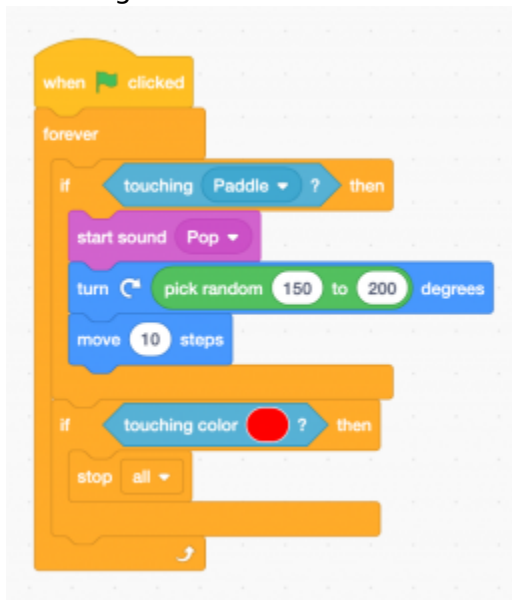 when clicked
forever
if touching Paddle ? then
start sound Pop
turn pick random 150 to 200 degrees
move 10 steps
if touching color ? then
stop all